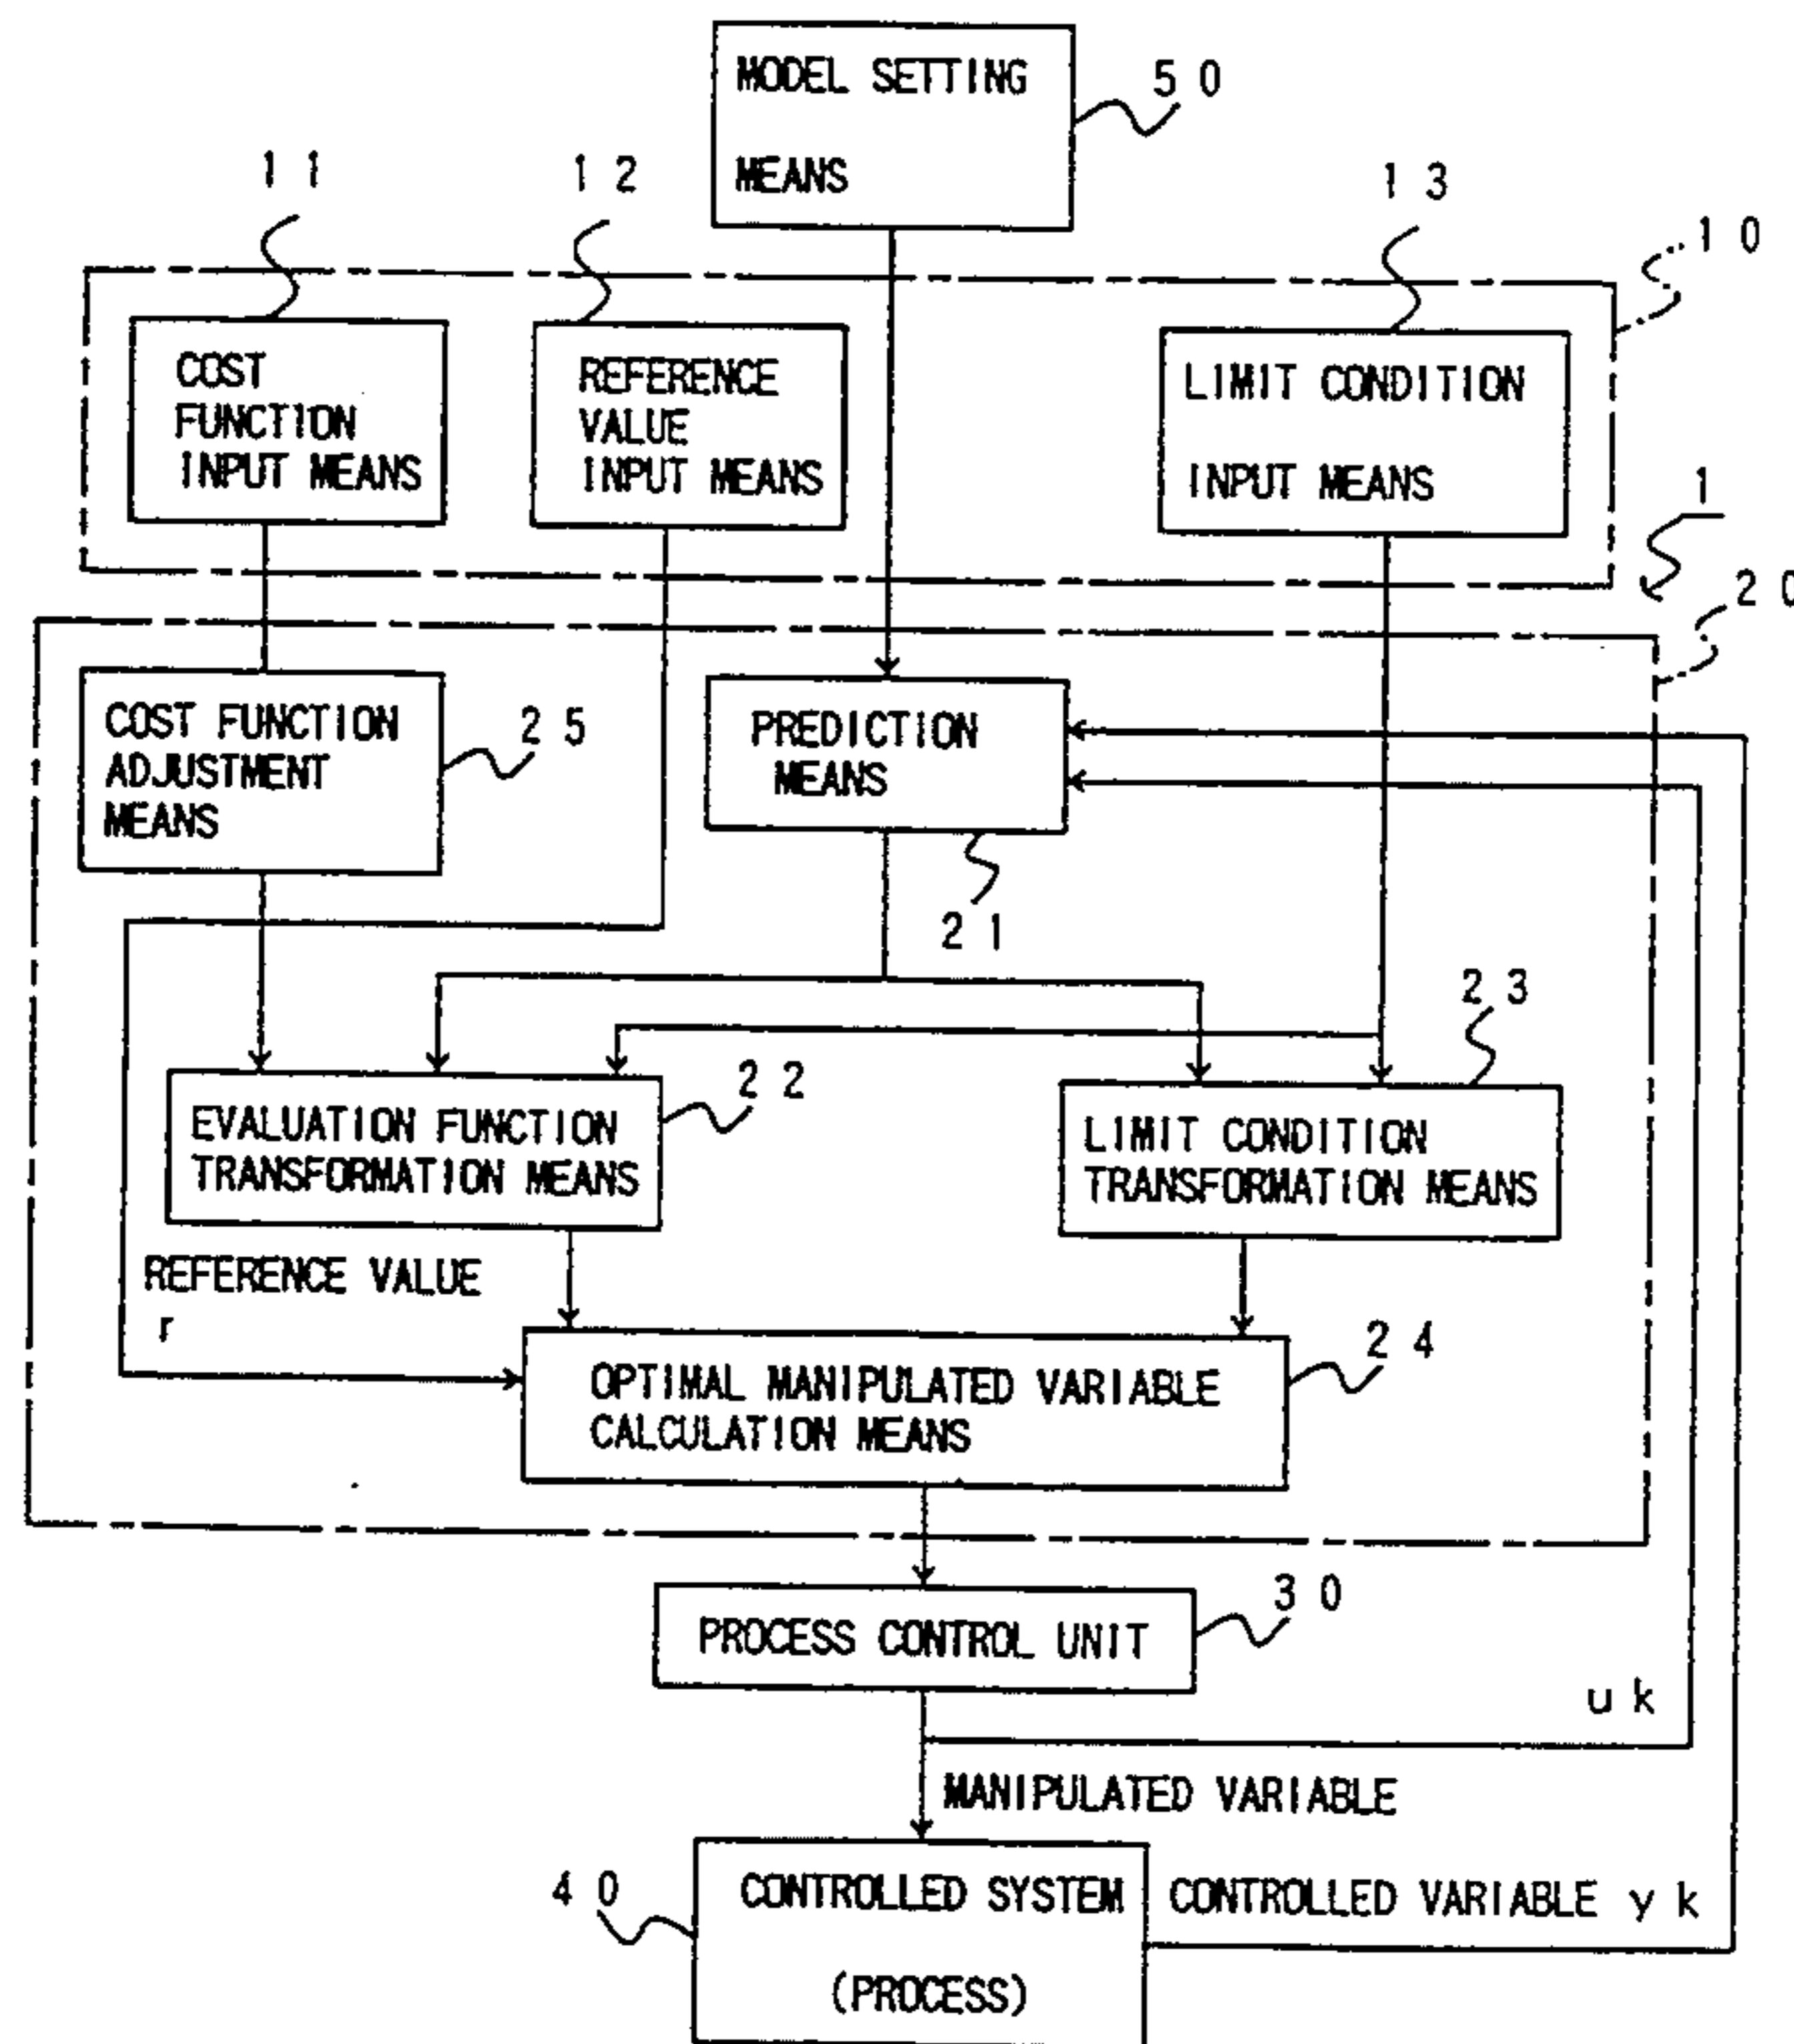 MODEL SETTING
MEANS
5 0
1 1
1 2
1 3
1 0
COST
FUNCTION
INPUT MEANS
REFERENCE
VALUE
INPUT MEANS
LIMIT CONDITION
INPUT MEANS
1
2 0
COST FUNCTION
ADJUSTMENT
MEANS
2 5
PREDICTION
MEANS
2 1
2 3
2 2
EVALUATION FUNCTION
TRANSFORMATION MEANS
LIMIT CONDITION
TRANSFORMATION MEANS
REFERENCE VALUE
r
2 4
OPTIMAL MANIPULATED VARIABLE
CALCULATION MEANS
3 0
PROCESS CONTROL UNIT
u k
MANIPULATED VARIABLE
4 0
CONTROLLED SYSTEM
(PROCESS)
CONTROLLED VARIABLE y k